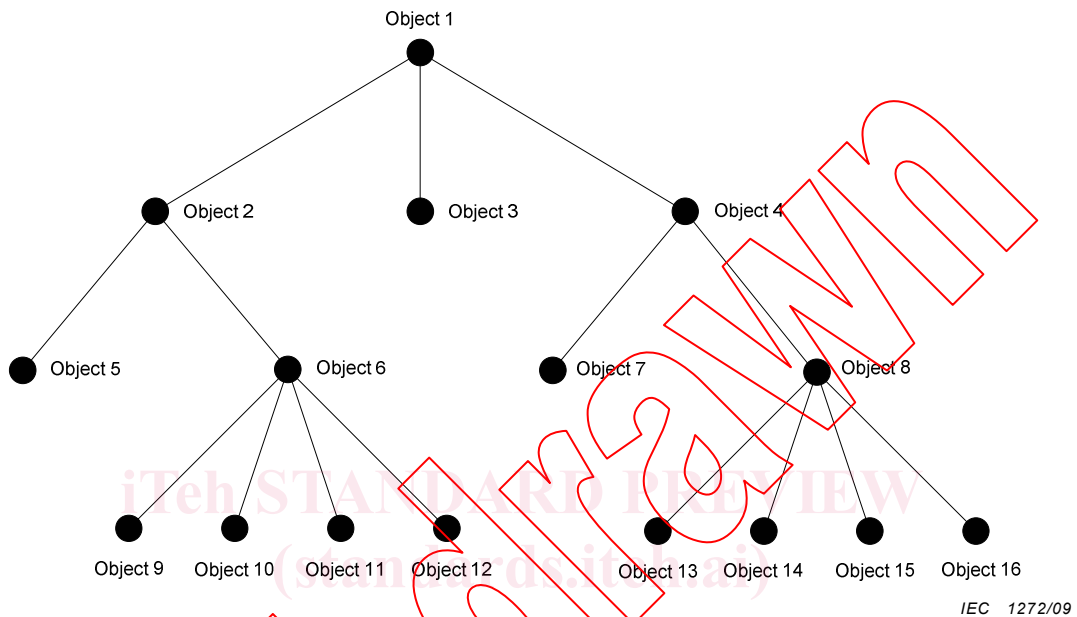 Object 1
Object 2
Object 3
Object 4
Object 5
Object 6
Object 7
Object 8
iTeh STANDARD PREVIEW
Object 9
Object 10
Object 11
Object 12
Object 13
Object 14
Object 15
Object 16
(standards.iteh.ai)
IEC 1272/09